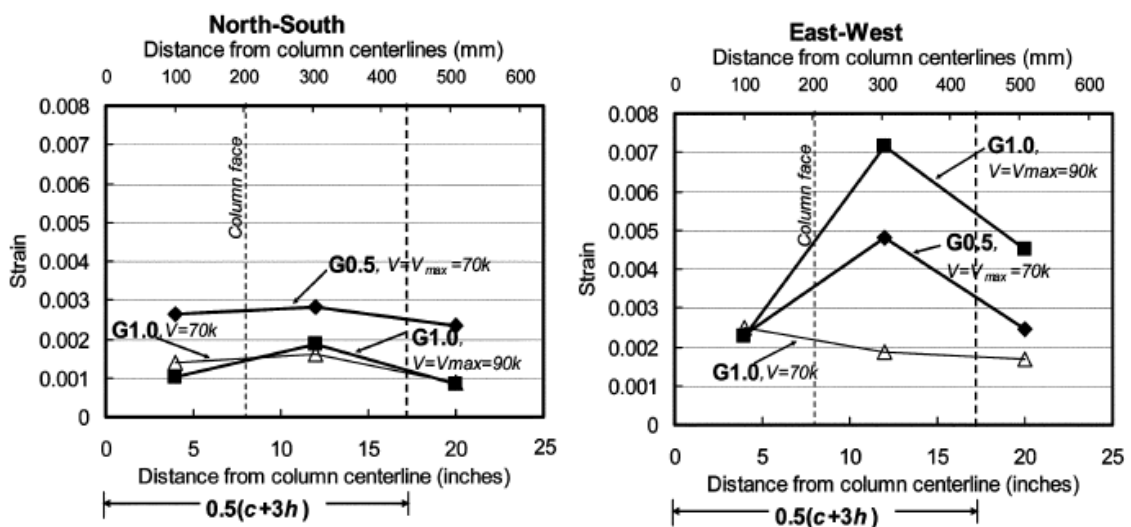 North-South
Distance from column centerlines (mm)
0 100 200 300 400 500 600
0.008
0.007
0.006
0.005
0.004
0.003
0.002
0.001
0
Strain
Column face
G0.5, V=Vmax=70k
G1.0, V=70k
G1.0,
V=Vmax=90k
0 5 10 15 20 25
Distance from column centerline (inches)
0.5(c+3h)
East-West
Distance from column centerlines (mm)
0 100 200 300 400 500 600
0.008
0.007
0.006
0.005
0.004
0.003
0.002
0.001
0
Strain
Column face
G1.0,
V=Vmax=90k
G0.5,
V=Vmax=70k
G1.0, V=70k
0 5 10 15 20 25
Distance from column centerline (inches)
0.5(c+3h)